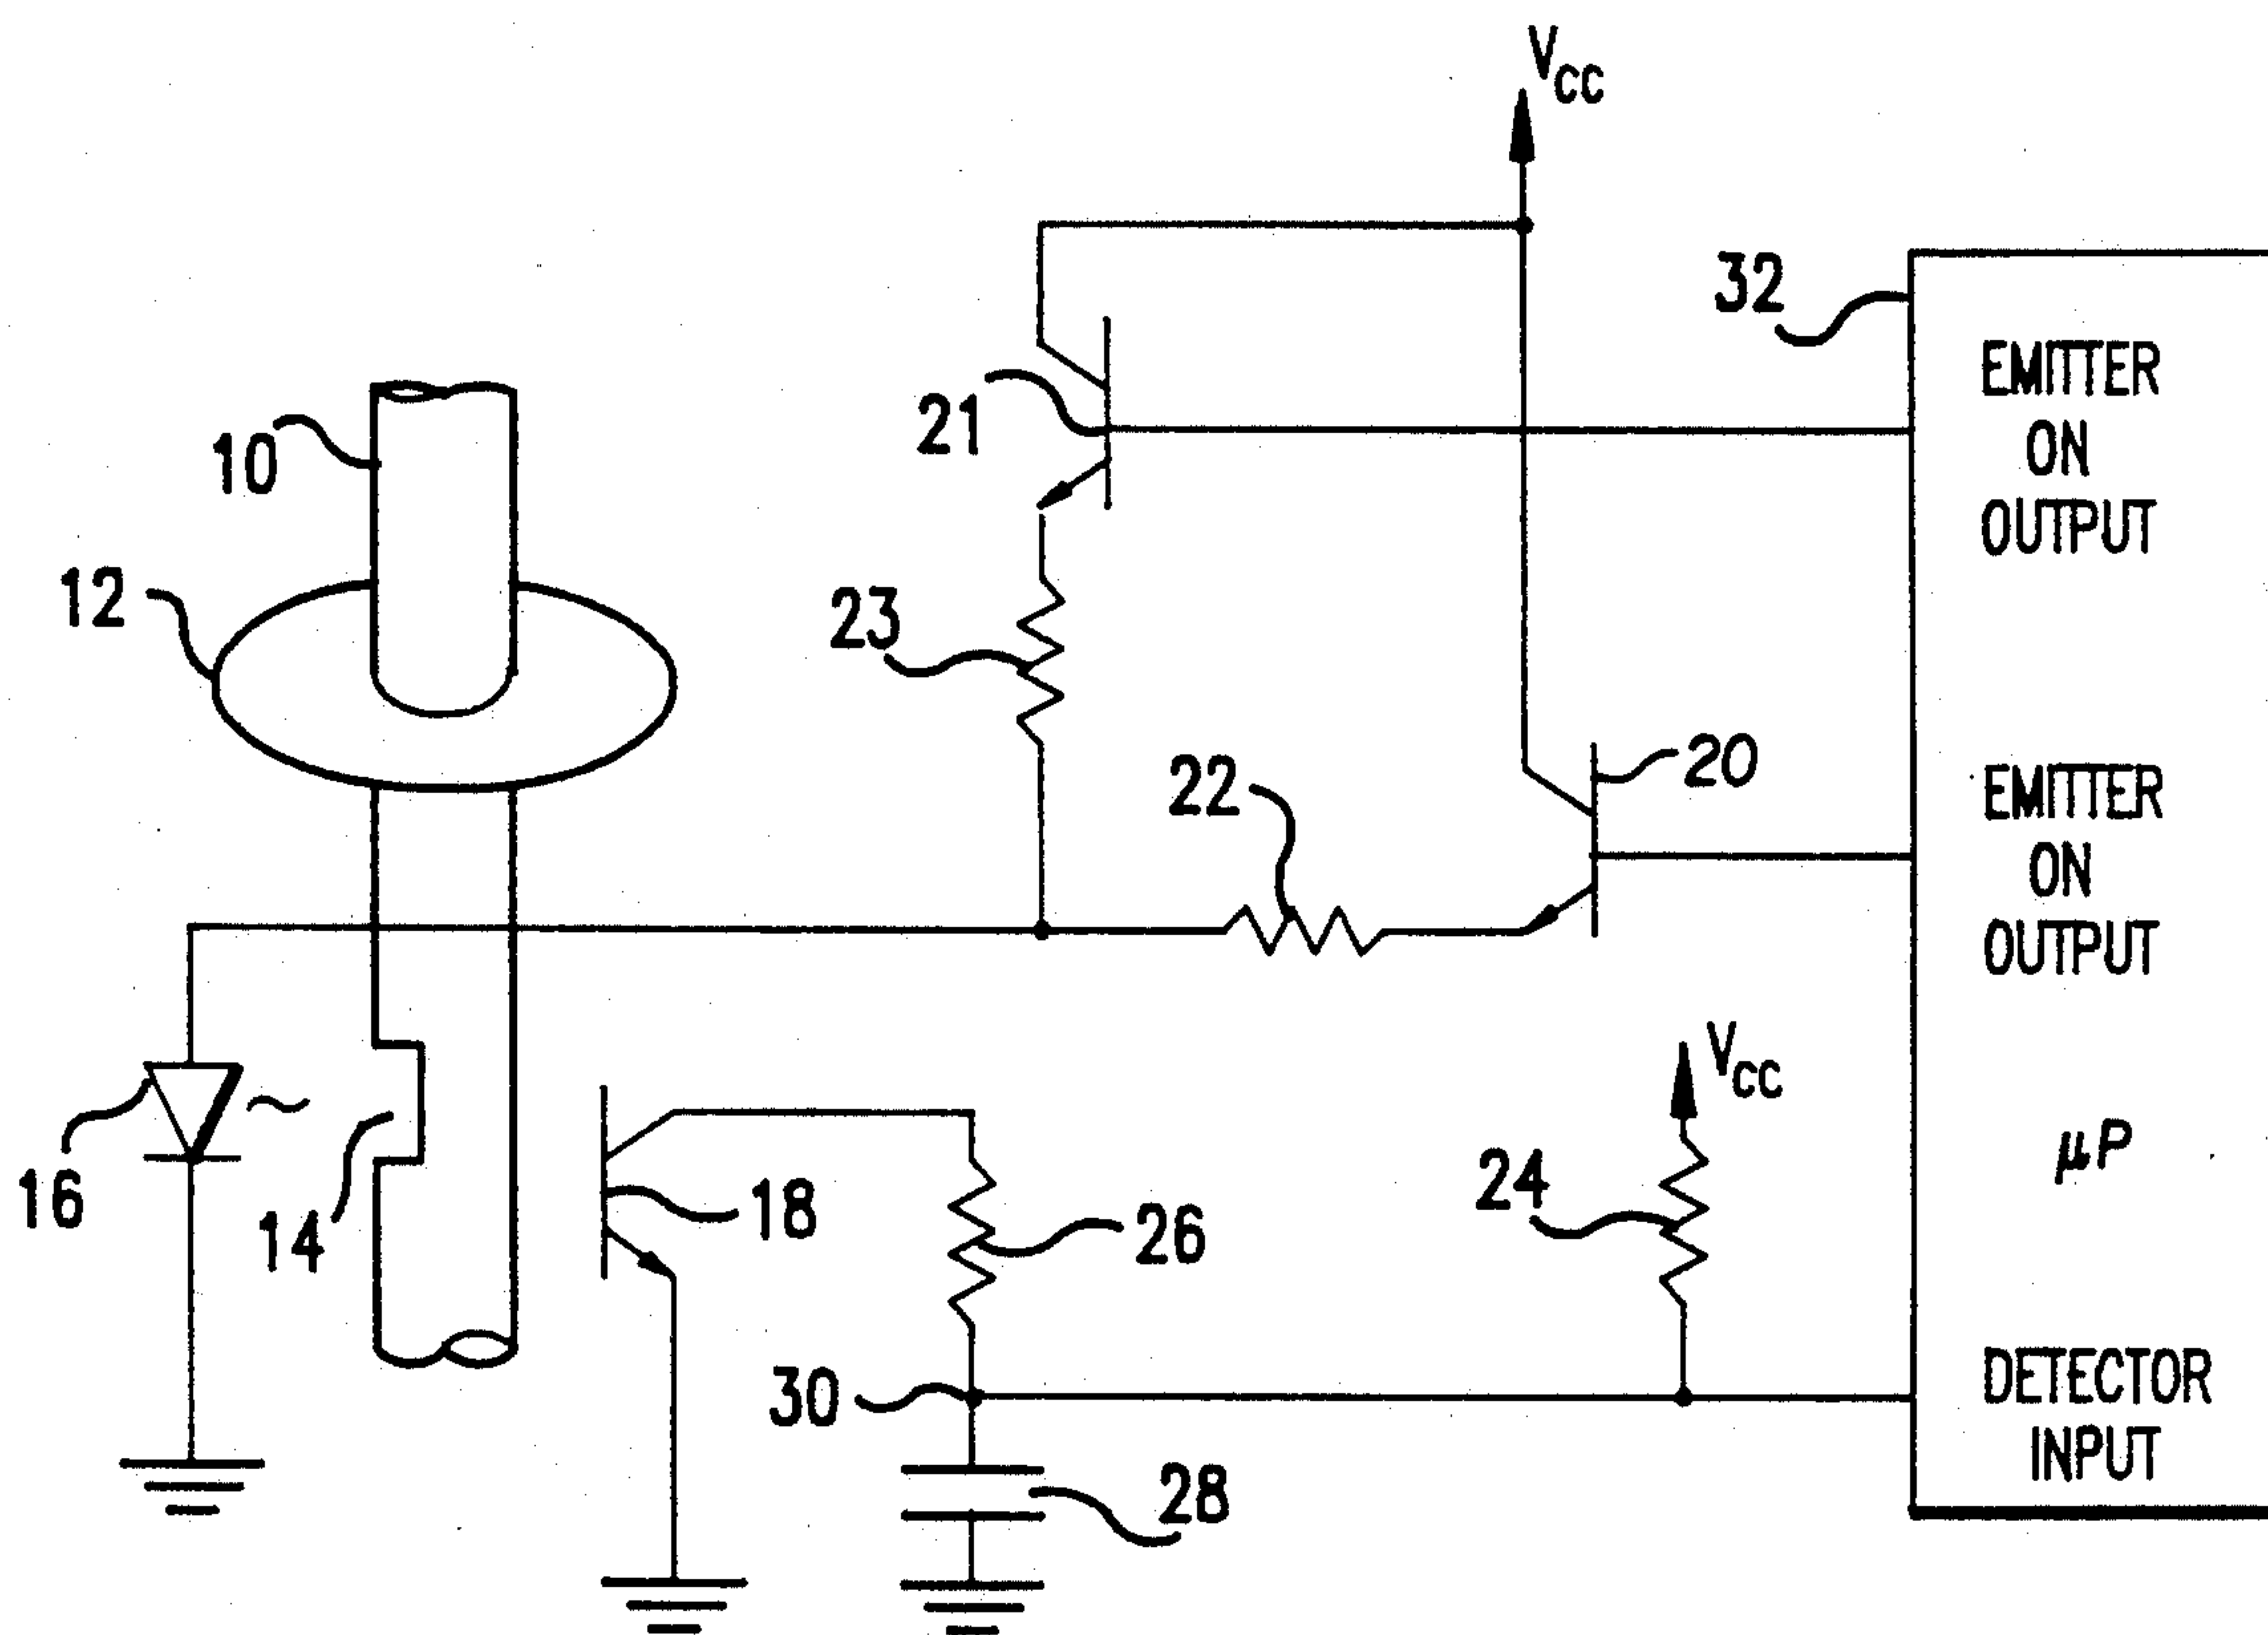 VCC
32
EMITTER
ON
OUTPUT
21
10
12
23
22
20
EMITTER
ON
OUTPUT
VCC
μP
16
14
18
26
24
30
28
DETECTOR
INPUT